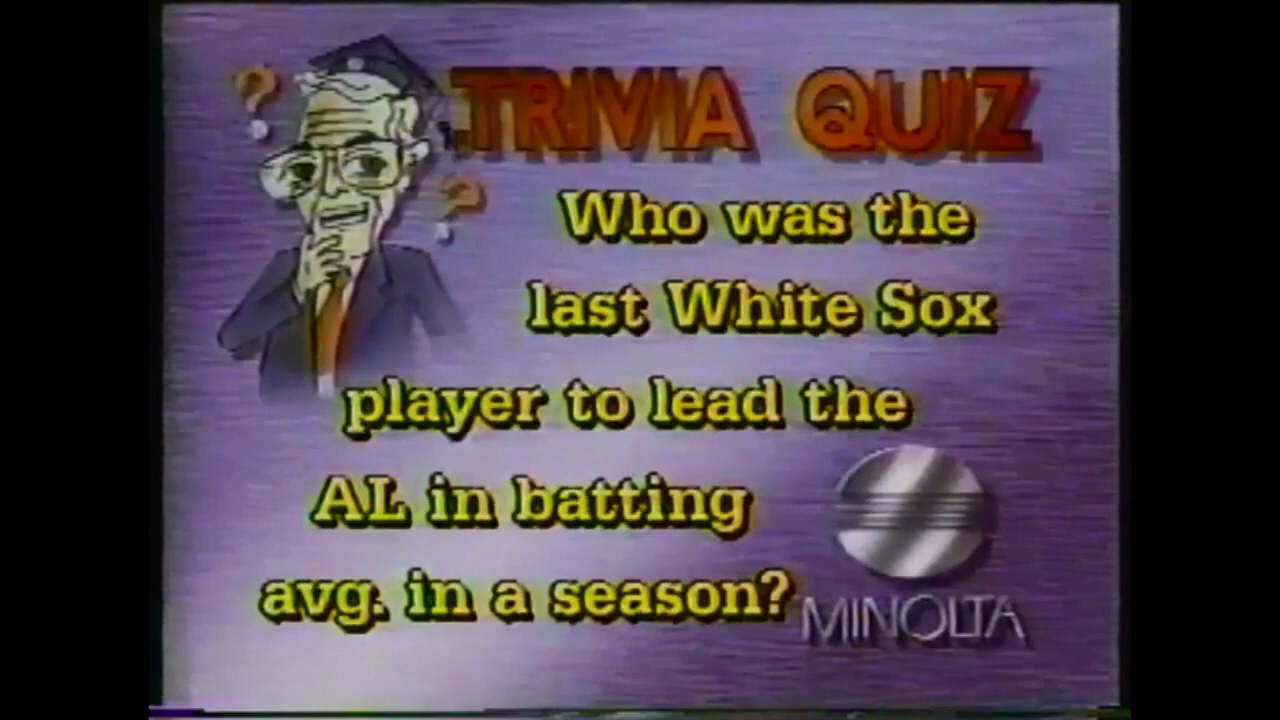 TRIVIA QUIZ
Who was the
last White Sox
player to lead the
AL in batting
avg. in a season?
MINOLTA